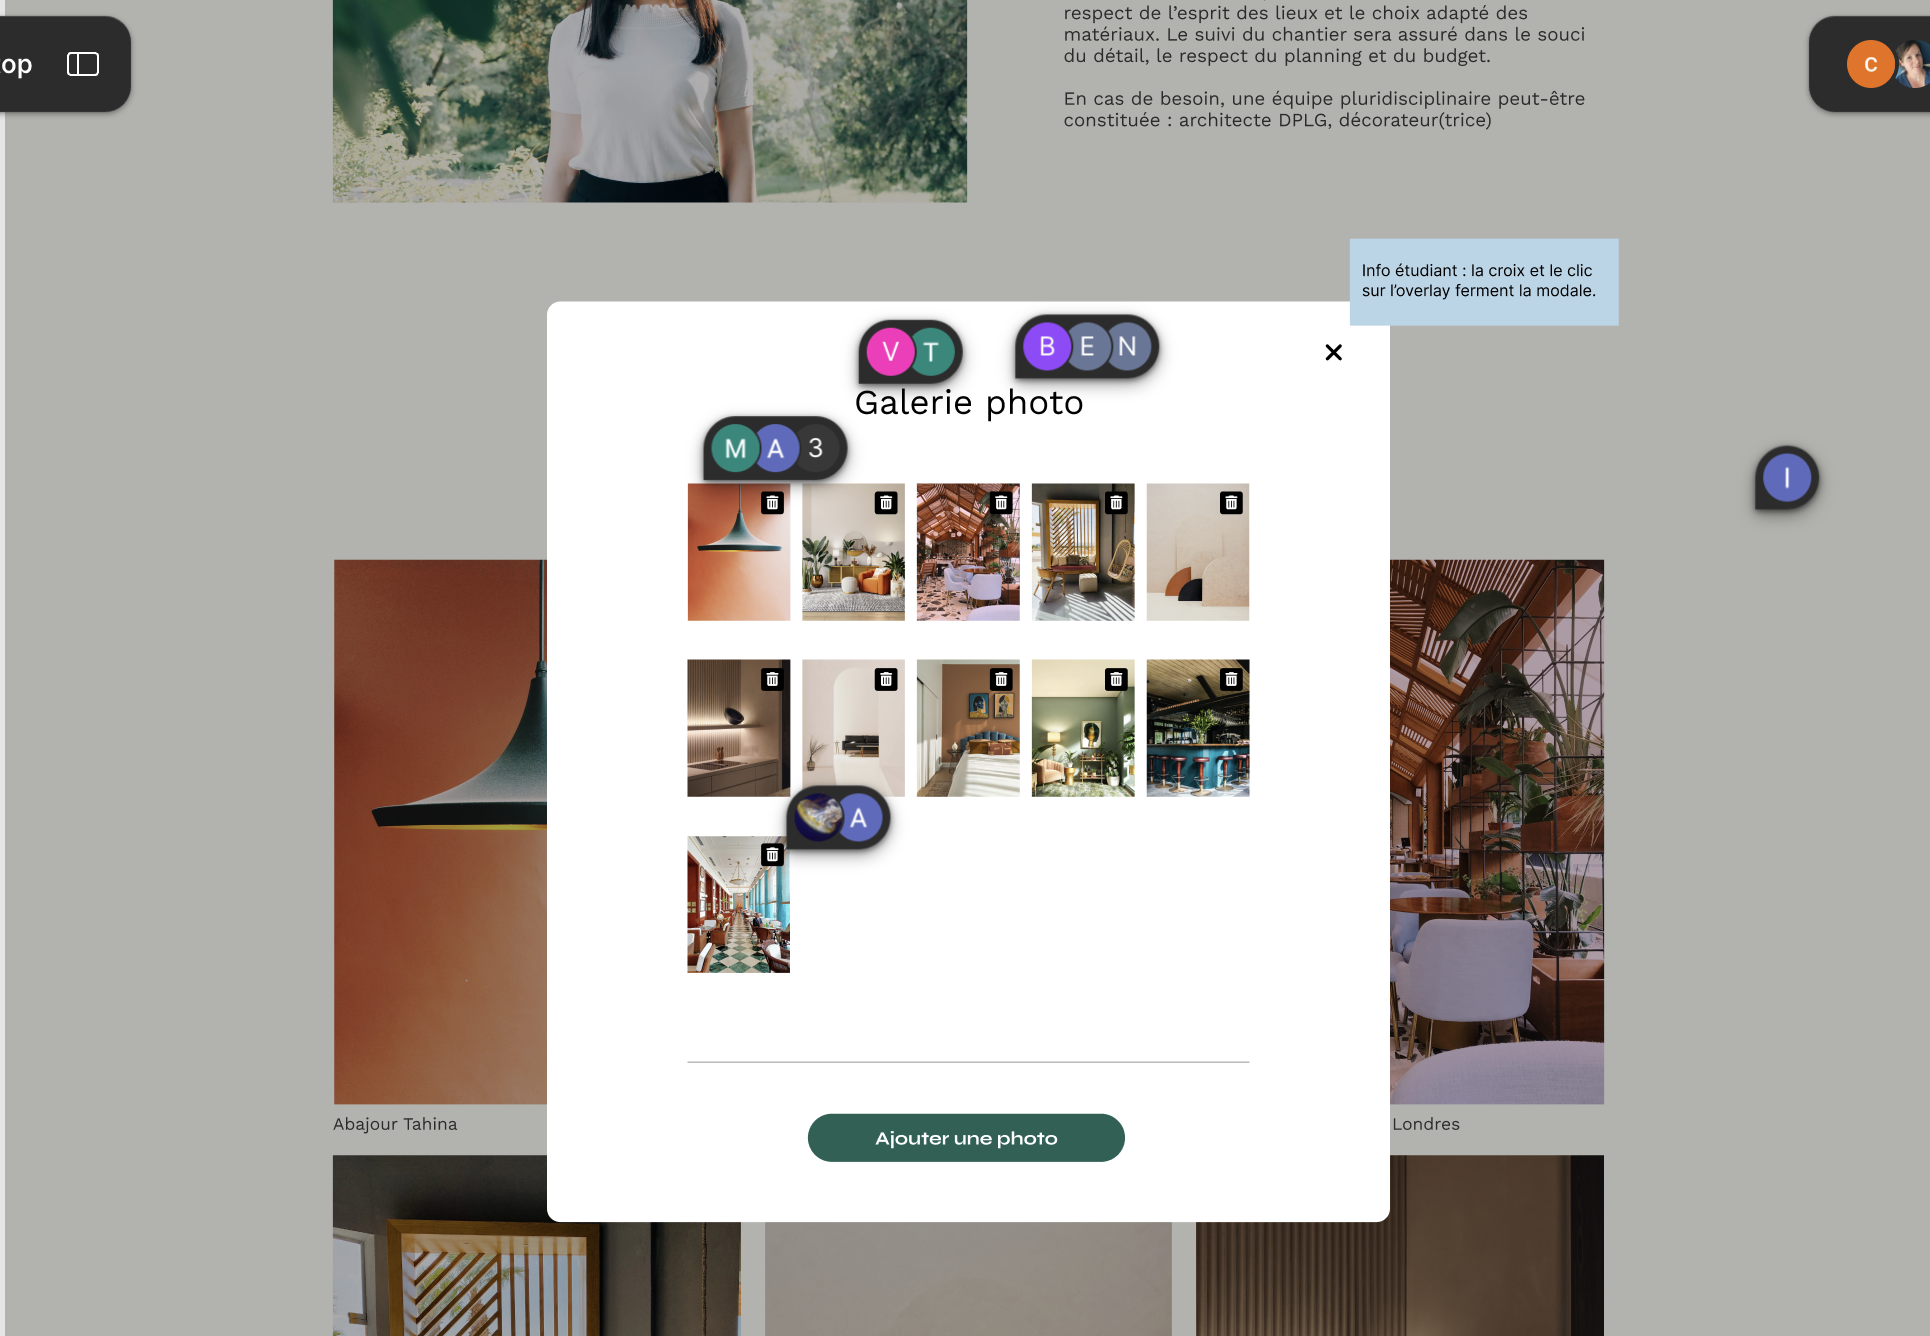 op
C
respect de l'esprit des lieux et le choix adapté des
matériaux. Le suivi du chantier sera assuré dans le souci
du détail, le respect du planning et du budget.
En cas de besoin, une équipe pluridisciplinaire peut-être
constituée : architecte DPLG, décorateur(trice)
Info étudiant : la croix et le clic
sur l'overlay ferment la modale.
V T
B E N
Galerie photo
M A 3
I
A
Abajour Tahina
Londres
Ajouter une photo